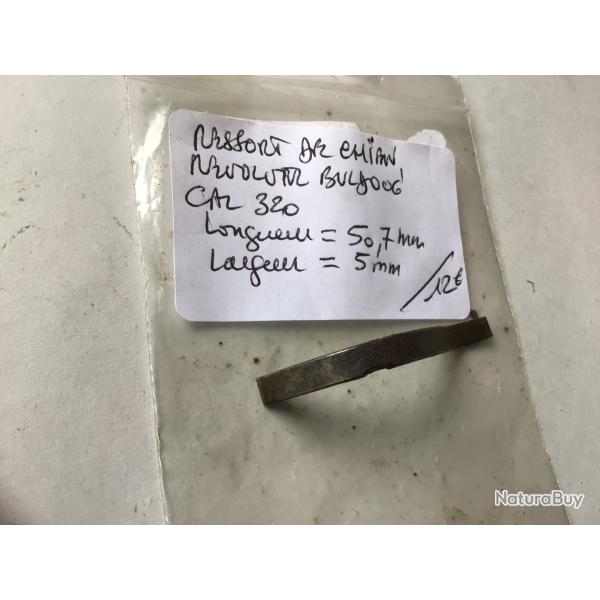 RESSORT DE CHIEN
REVOLVER BULDOG
CAL 320
Longueur = 50,7 mm
Largeur = 5 mm
/12€
NaturaBuy